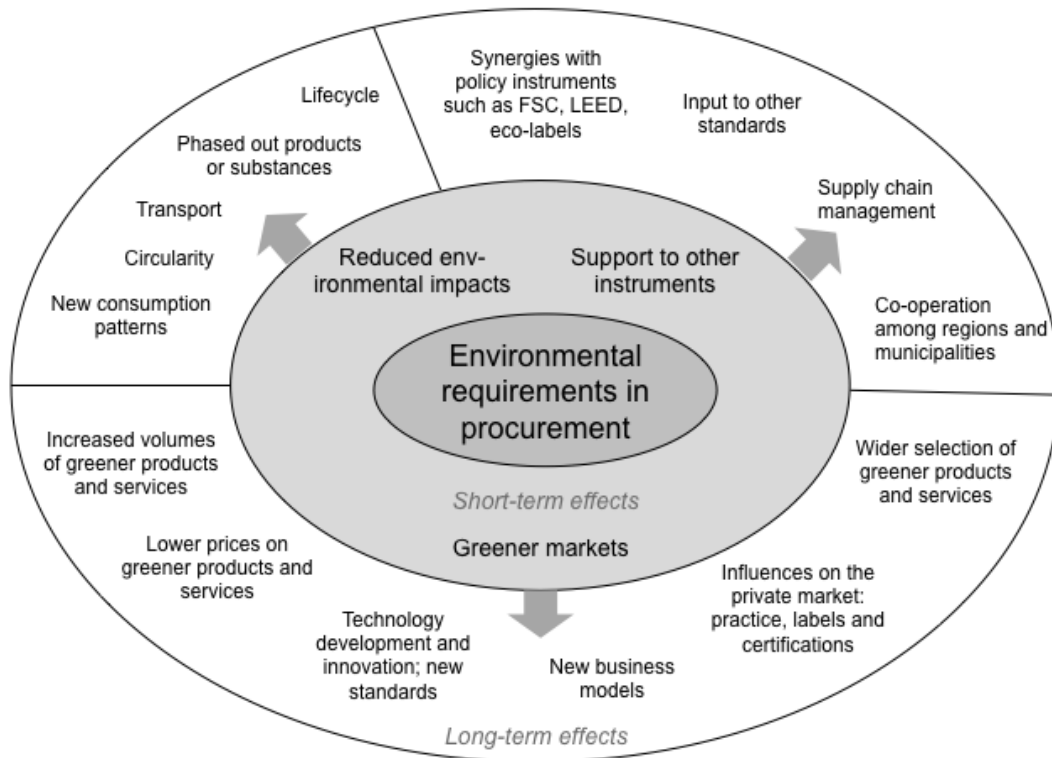 Synergies with
policy instruments
such as FSC, LEED,
eco-labels
Input to other
standards
Supply chain
management
Co-operation
among regions and
municipalities
Lifecycle
Phased out products
or substances
Transport
Circularity
New consumption
patterns
Reduced env-
ironmental impacts
Support to other
instruments
Environmental
requirements in
procurement
Short-term effects
Greener markets
Increased volumes
of greener products
and services
Lower prices on
greener products and
services
Technology
development and
innovation; new
standards
New business
models
Influences on the
private market:
practice, labels and
certifications
Wider selection of
greener products
and services
Long-term effects